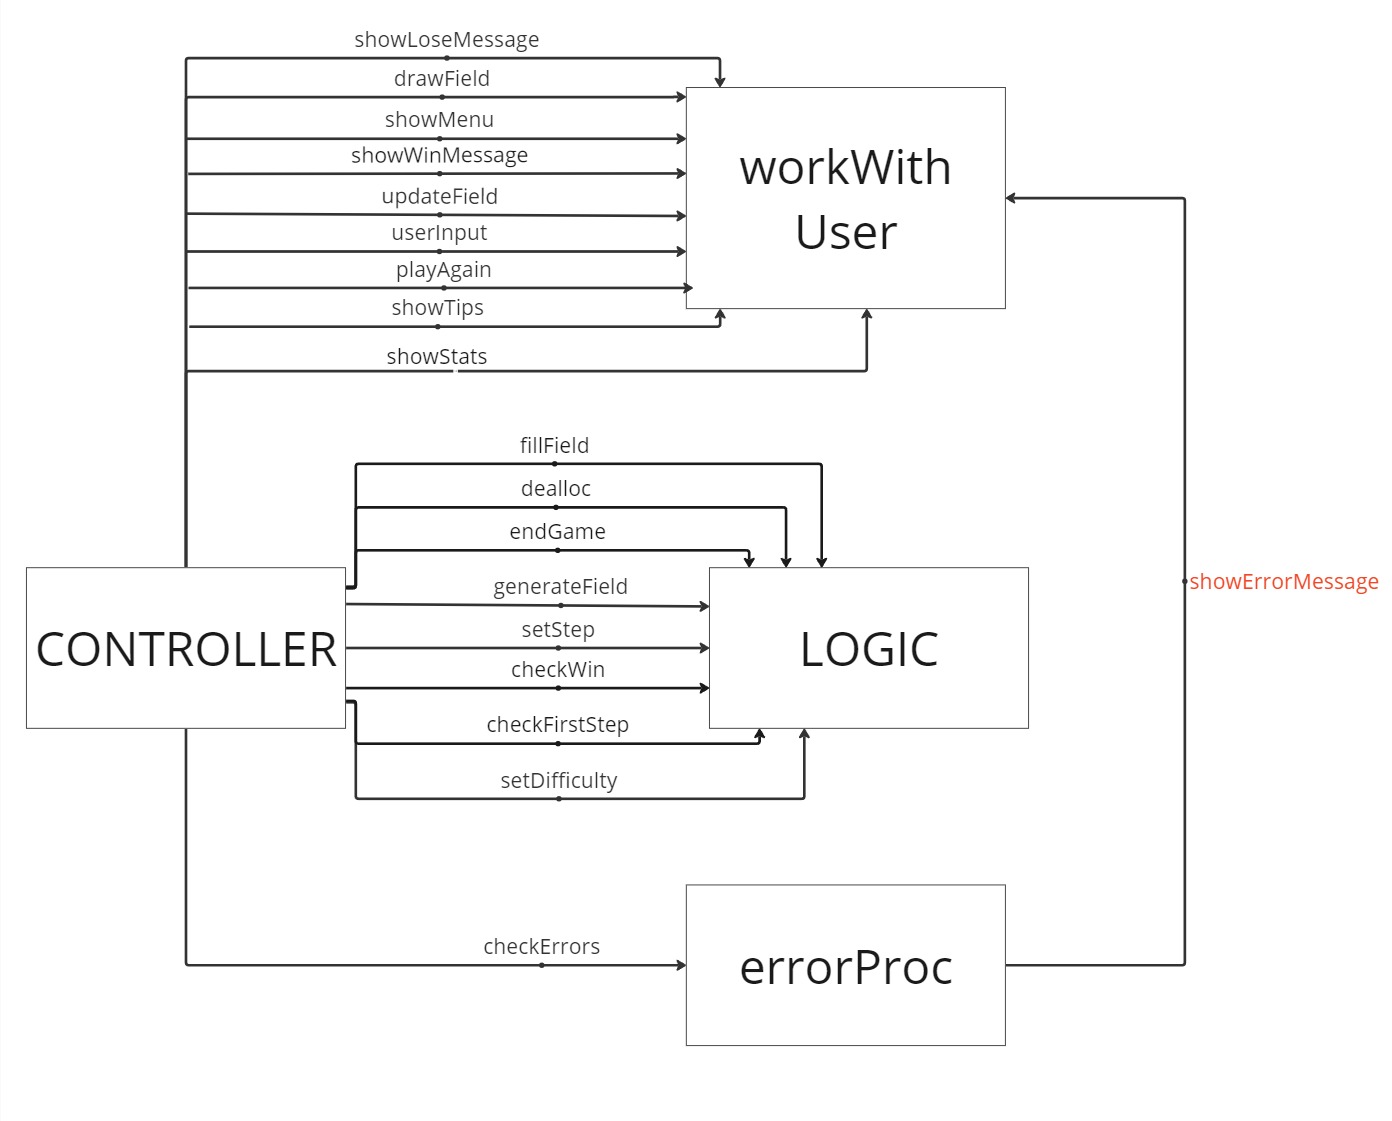 showLoseMessage
drawField
showMenu
showWinMessage
updateField
userInput
playAgain
showTips
showStats
workWith
User
fillField
dealloc
endGame
generateField
setStep
checkWin
checkFirstStep
setDifficulty
CONTROLLER
LOGIC
showErrorMessage
checkErrors
errorProc